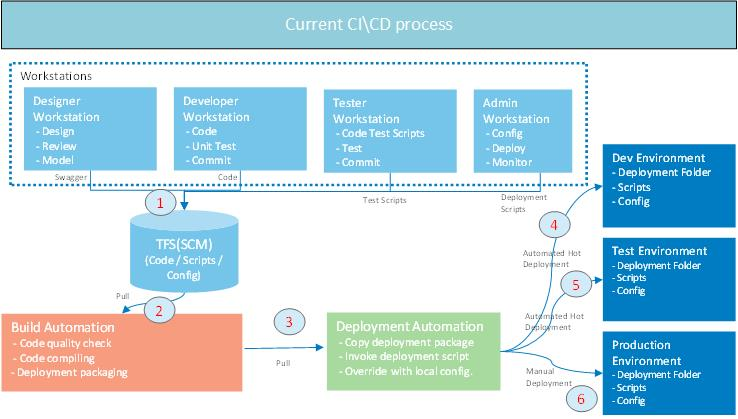 Current CI\CD process
Workstations
Designer
Workstation
- Design
- Review
- Model
Developer
Workstation
- Code
- Unit Test
- Commit
Tester
Workstation
- Code Test Scripts
- Test
- Commit
Admin
Workstation
- Config
- Deploy
- Monitor
Swagger
Code
Test Scripts
Deployment
Scripts
1
TFS(SCM)
(Code / Scripts /
Config)
Pull
2
Build Automation
- Code quality check
- Code compiling
- Deployment packaging
3
Pull
Deployment Automation
- Copy deployment package
- Invoke deployment script
- Override with local config.
4
Automated Hot
Deployment
5
Automated Hot
Deployment
Manual
Deployment
6
Dev Environment
- Deployment Folder
- Scripts
- Config
Test Environment
- Deployment Folder
- Scripts
- Config
Production
Environment
- Deployment Folder
- Scripts
- Config